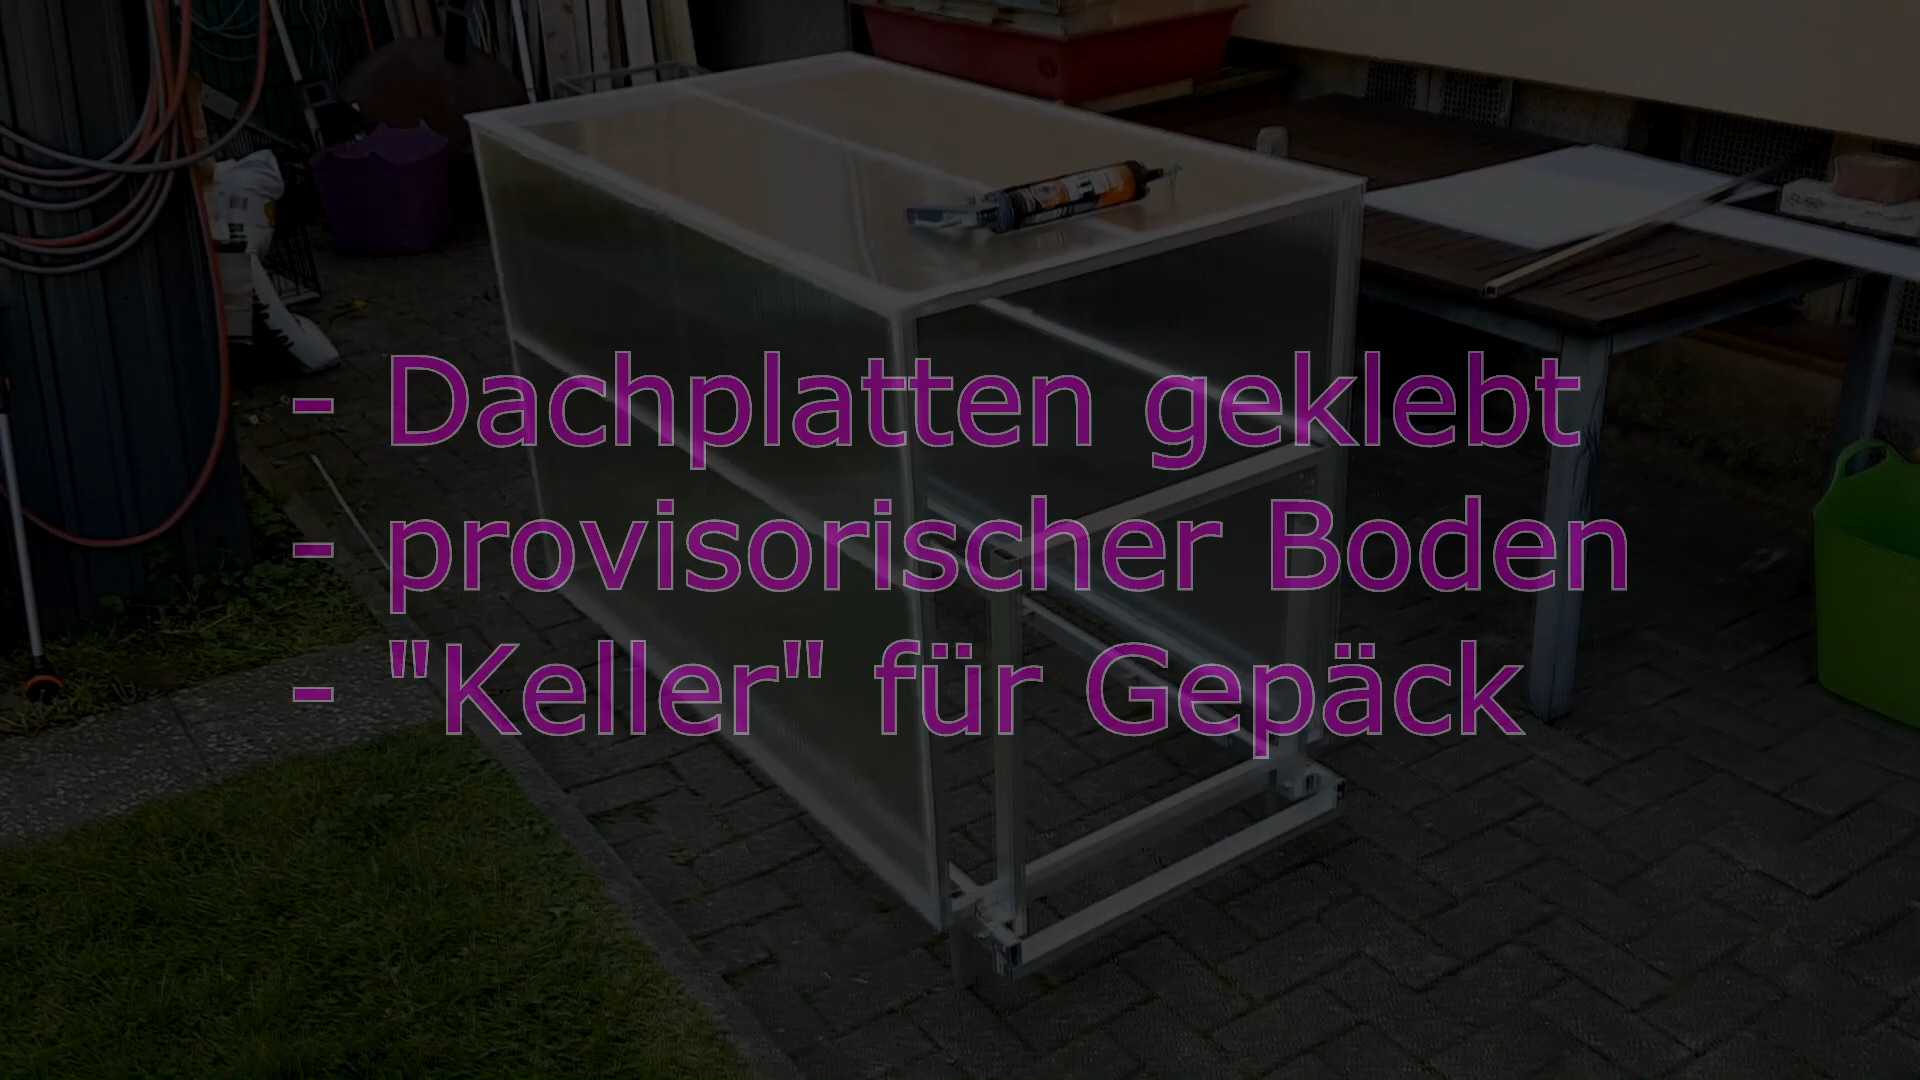 - Dachplatten geklebt
- provisorischer Boden
- "Keller" für Gepäck